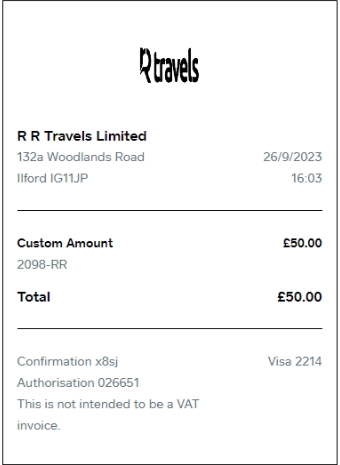 R travels
R R Travels Limited
132a Woodlands Road 26/9/2023
Ilford IG11JP 16:03
Custom Amount £50.00
2098-RR
Total £50.00
Confirmation x8sj Visa 2214
Authorisation 026651
This is not intended to be a VAT
invoice.